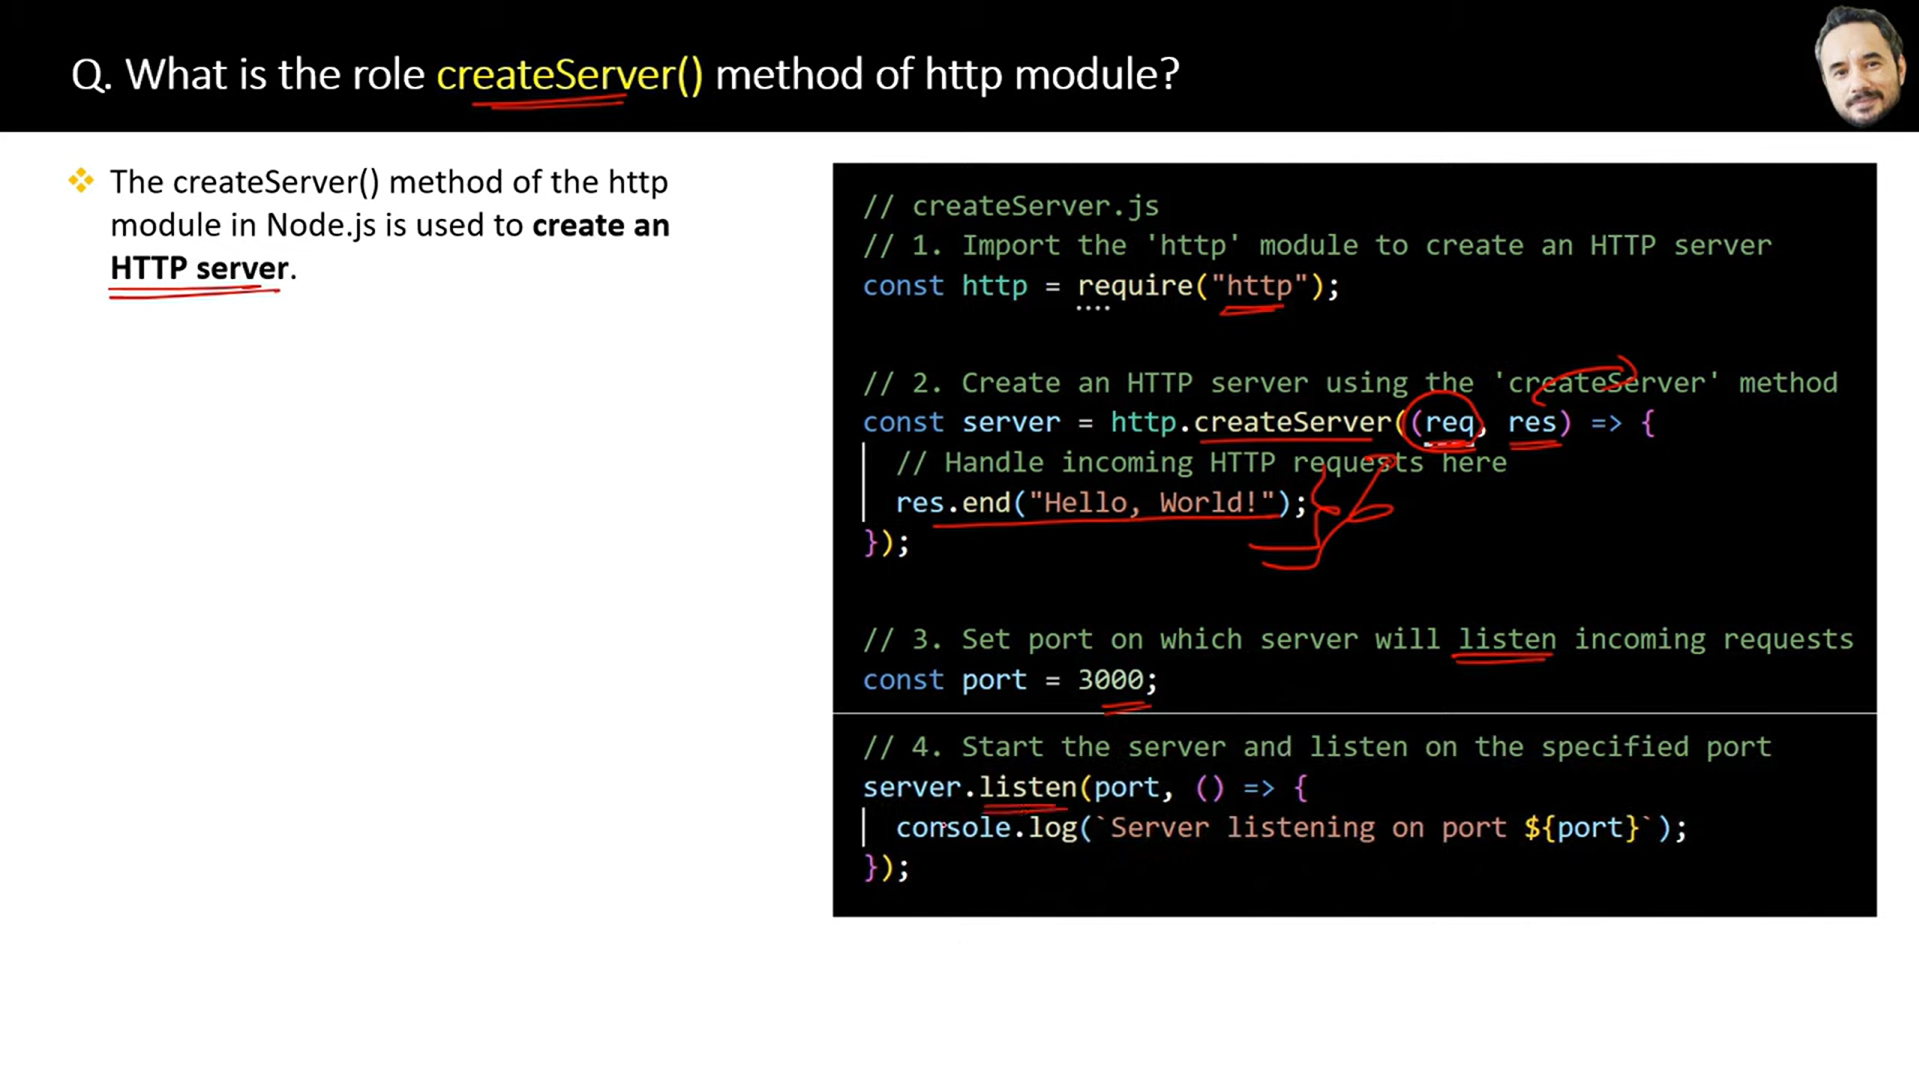 Q. What is the role createServer() method of http module?
The createServer() method of the http
module in Node.js is used to create an
HTTP server.
// createServer.js
// 1. Import the 'http' module to create an HTTP server
const http = require("http");
// 2. Create an HTTP server using the 'createServer' method
const server = http.createServer((req, res) => {
// Handle incoming HTTP requests here
res.end("Hello, World!");
});
// 3. Set port on which server will listen incoming requests
const port = 3000;
// 4. Start the server and listen on the specified port
server.listen(port, () => {
console.log(`Server listening on port ${port}`);
});